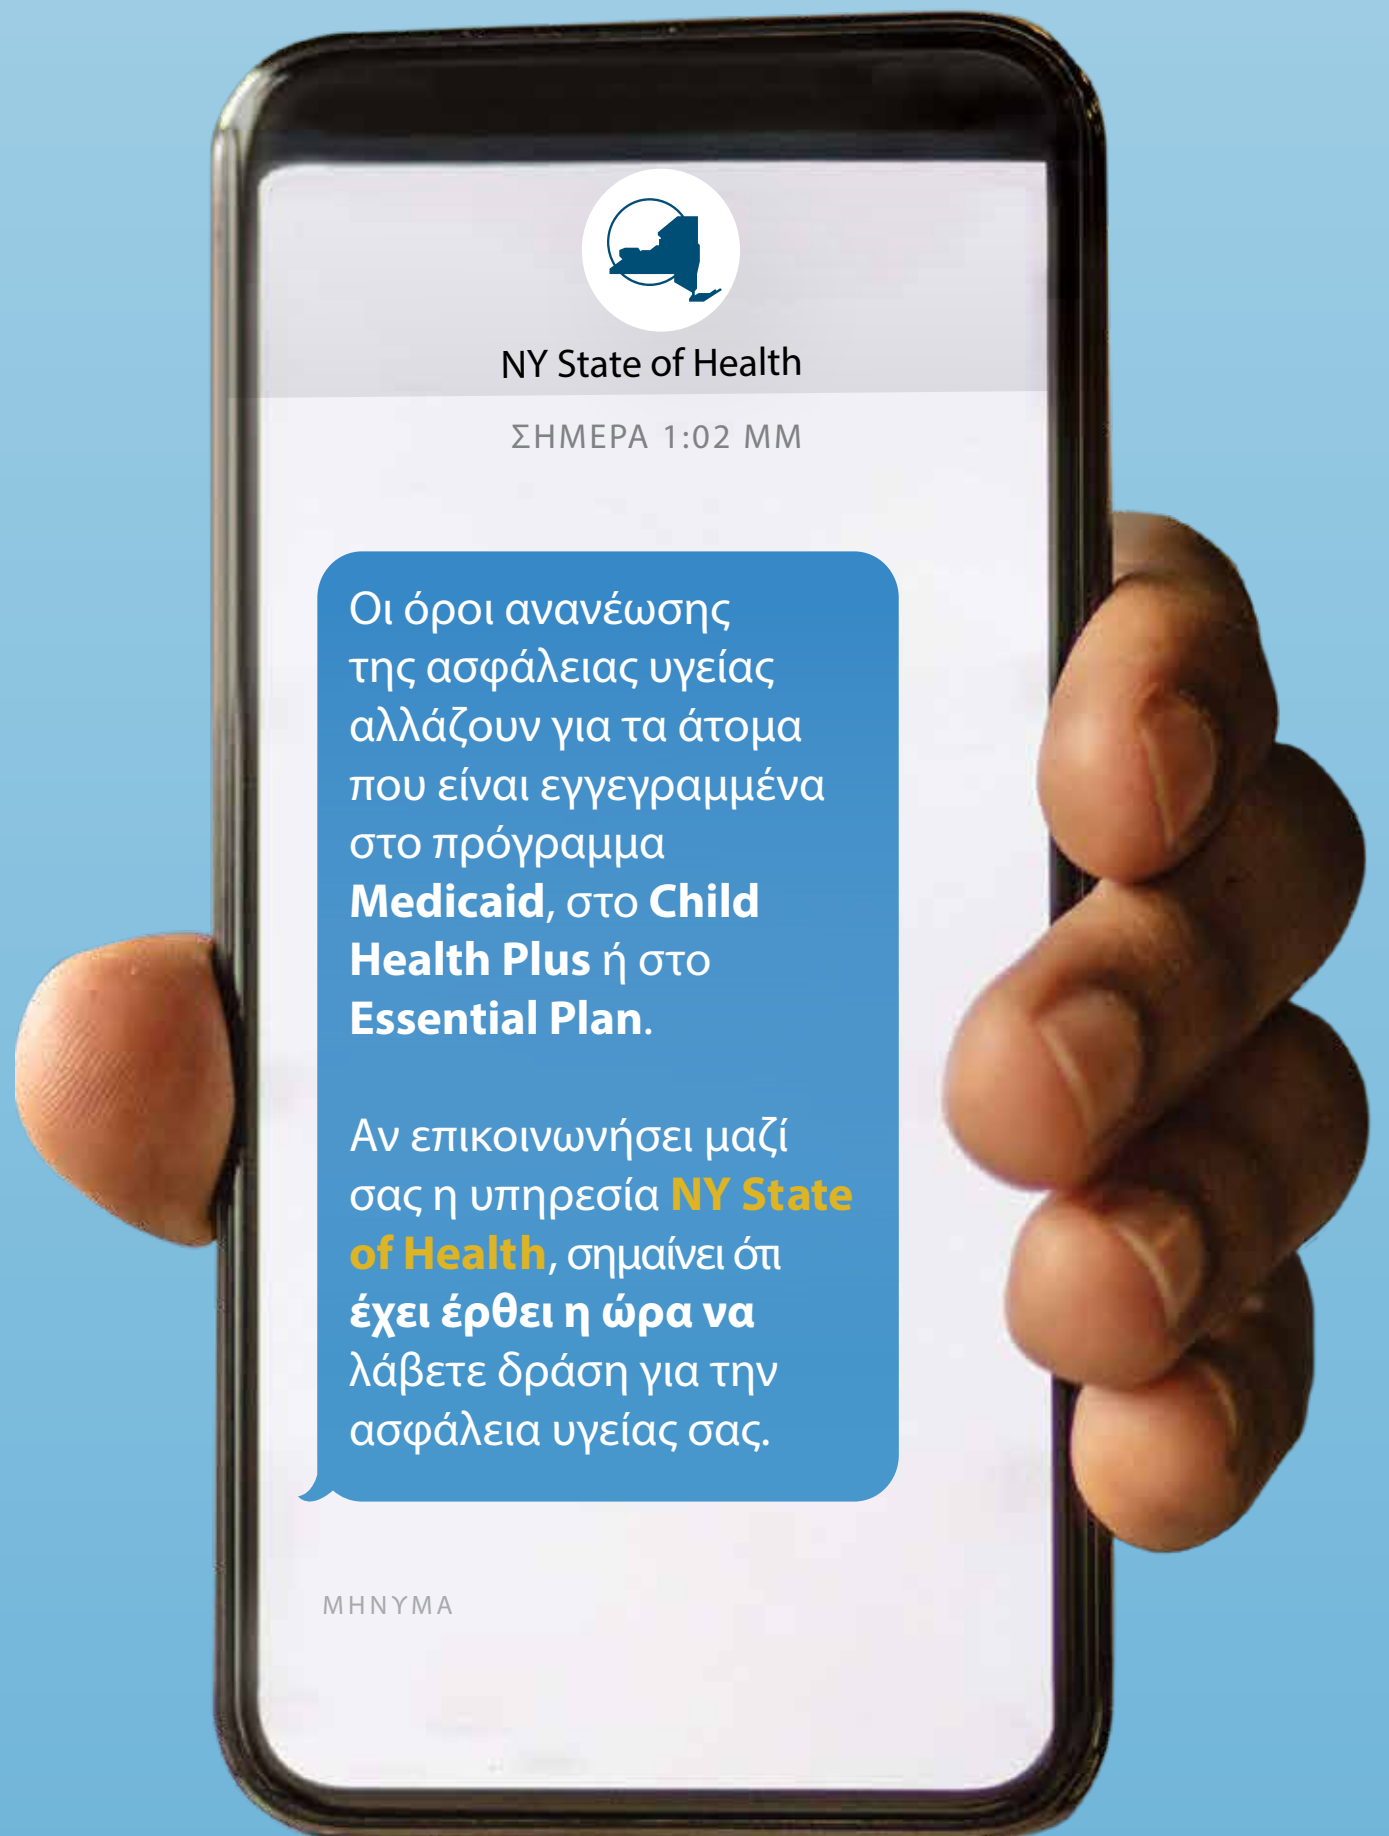 NY State of Health
ΣΗΜΕΡΑ 1:02 ΜΜ
Οι όροι ανανέωσης
της ασφάλειας υγείας
αλλάζουν για τα άτομα
που είναι εγγεγραμμένα
στο πρόγραμμα
Medicaid, στο Child
Health Plus ή στο
Essential Plan.
Αν επικοινωνήσει μαζί
σας η υπηρεσία NY State
of Health, σημαίνει ότι
έχει έρθει η ώρα να
λάβετε δράση για την
ασφάλεια υγείας σας.
ΜΗΝΥΜΑ